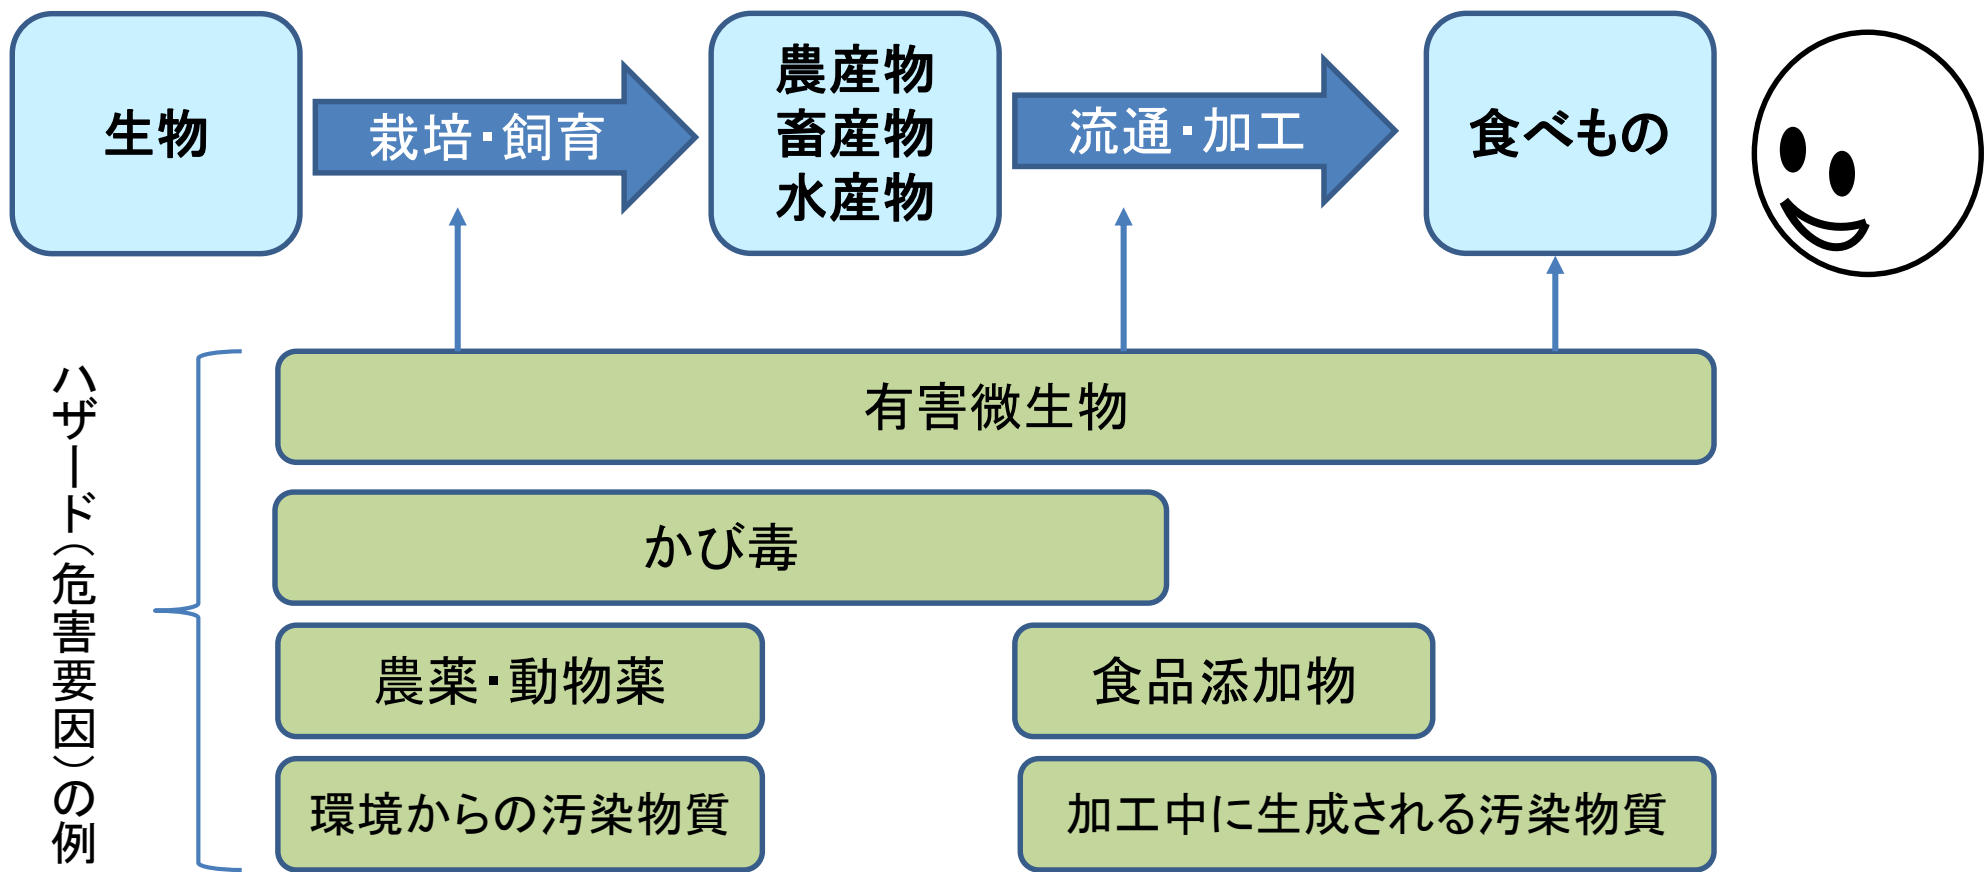 生物
栽培・飼育
農産物
畜産物
水産物
流通・加工
食べもの
ハザード（危害要因）の例
有害微生物
かび毒
農薬・動物薬
食品添加物
環境からの汚染物質
加工中に生成される汚染物質